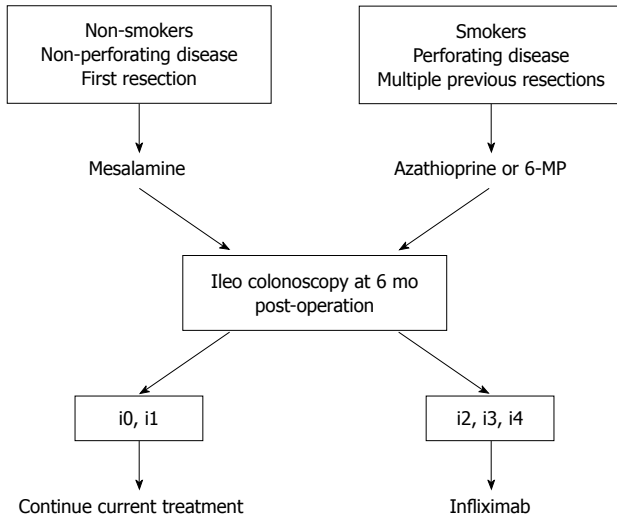 Non-smokers
Non-perforating disease
First resection
Smokers
Perforating disease
Multiple previous resections
Mesalamine
Azathioprine or 6-MP
Ileo colonoscopy at 6 mo
post-operation
i0, i1
i2, i3, i4
Continue current treatment
Infliximab